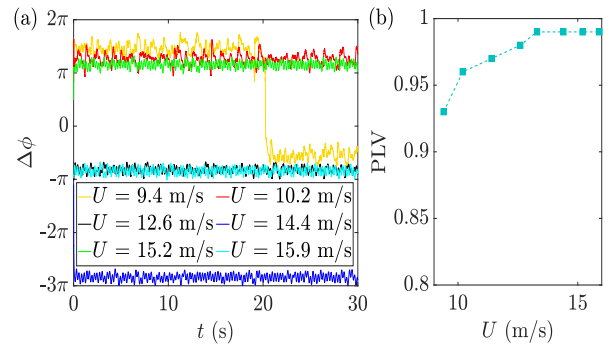 (a)
2π
π
0
-π
-2π
-3π
Δϕ
U = 9.4 m/s U = 10.2 m/s
U = 12.6 m/s U = 14.4 m/s
U = 15.2 m/s U = 15.9 m/s
0 10 20 30
t (s)
(b)
1
0.95
0.9
0.85
0.8
PLV
10 15
U (m/s)